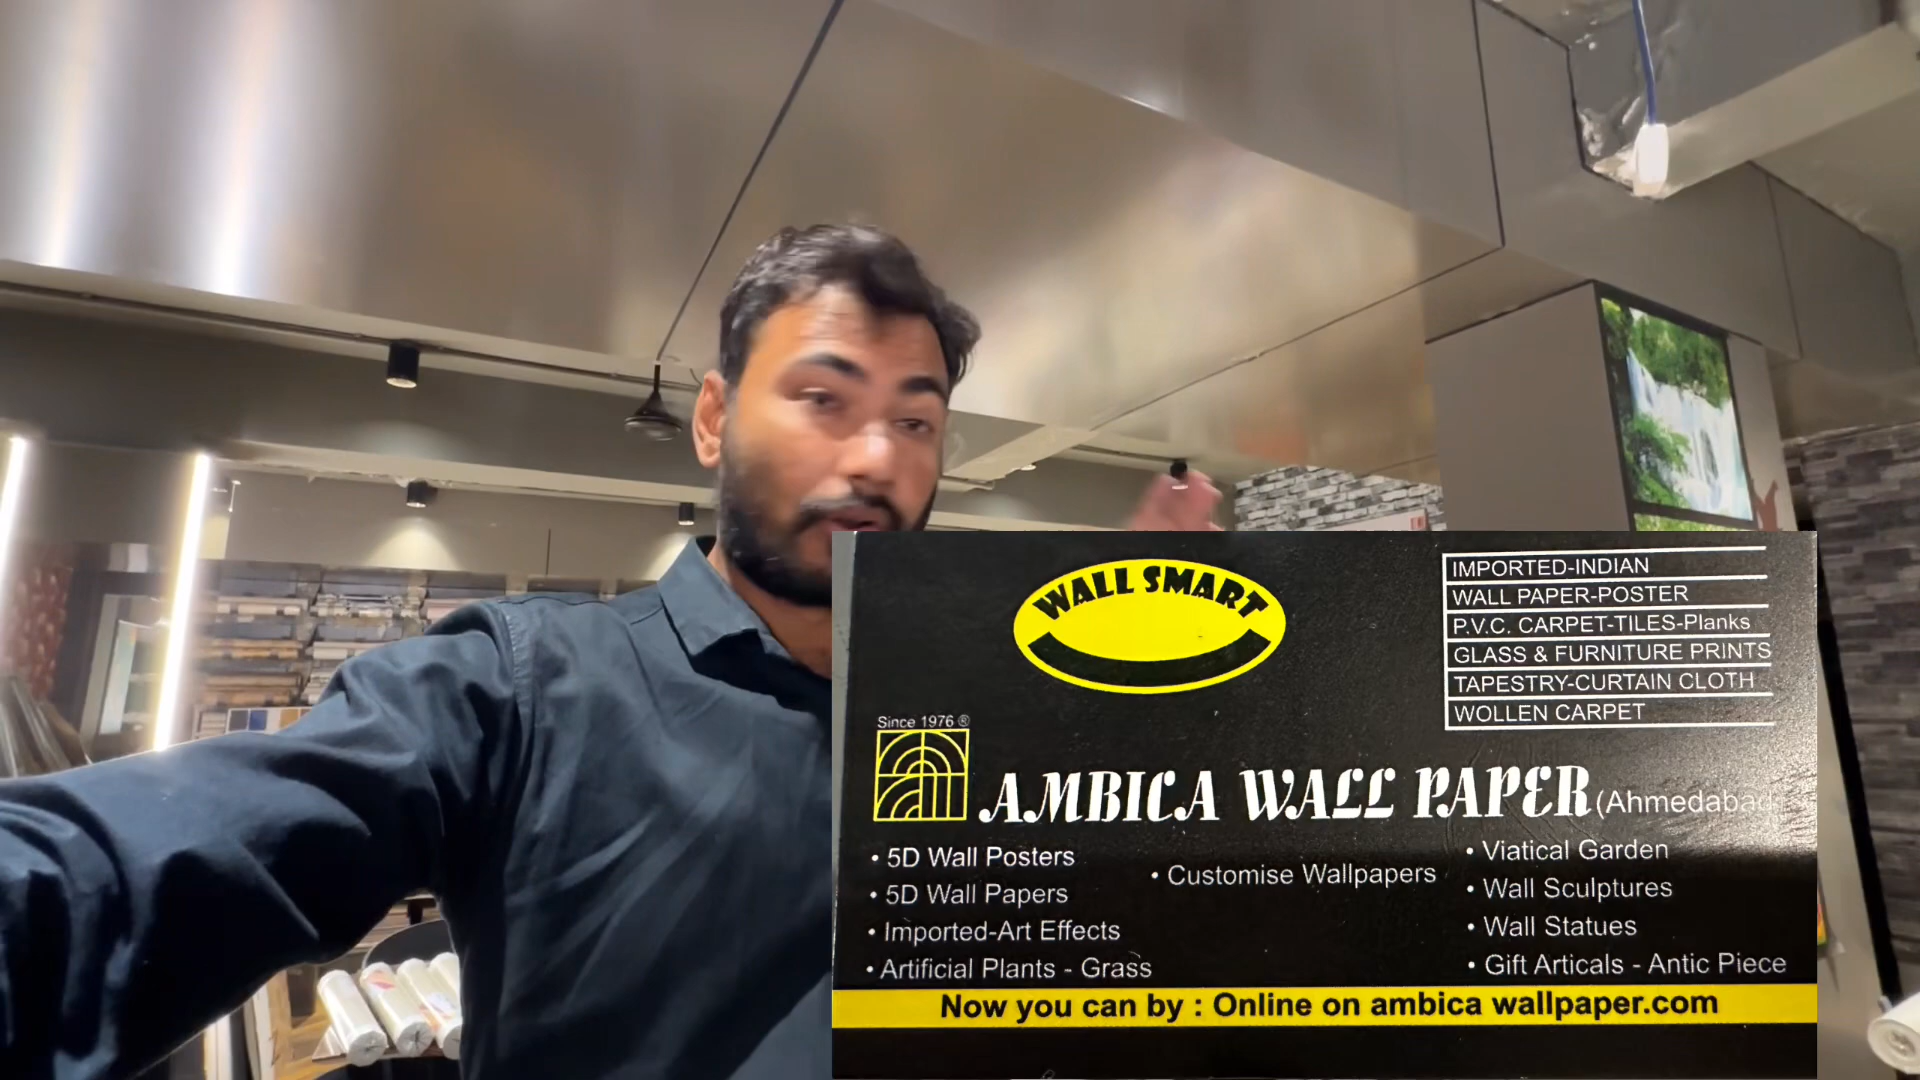 WALL SMART
IMPORTED-INDIAN
WALL PAPER-POSTER
P.V.C. CARPET-TILES-Planks
GLASS & FURNITURE PRINTS
TAPESTRY-CURTAIN CLOTH
WOLLEN CARPET
Since 1976 ®
AMBICA WALL PAPER (Ahmedabad
• 5D Wall Posters
• 5D Wall Papers
• Imported-Art Effects
• Artificial Plants - Grass
• Customise Wallpapers
• Viatical Garden
• Wall Sculptures
• Wall Statues
• Gift Articals - Antic Piece
Now you can by : Online on ambica wallpaper.com